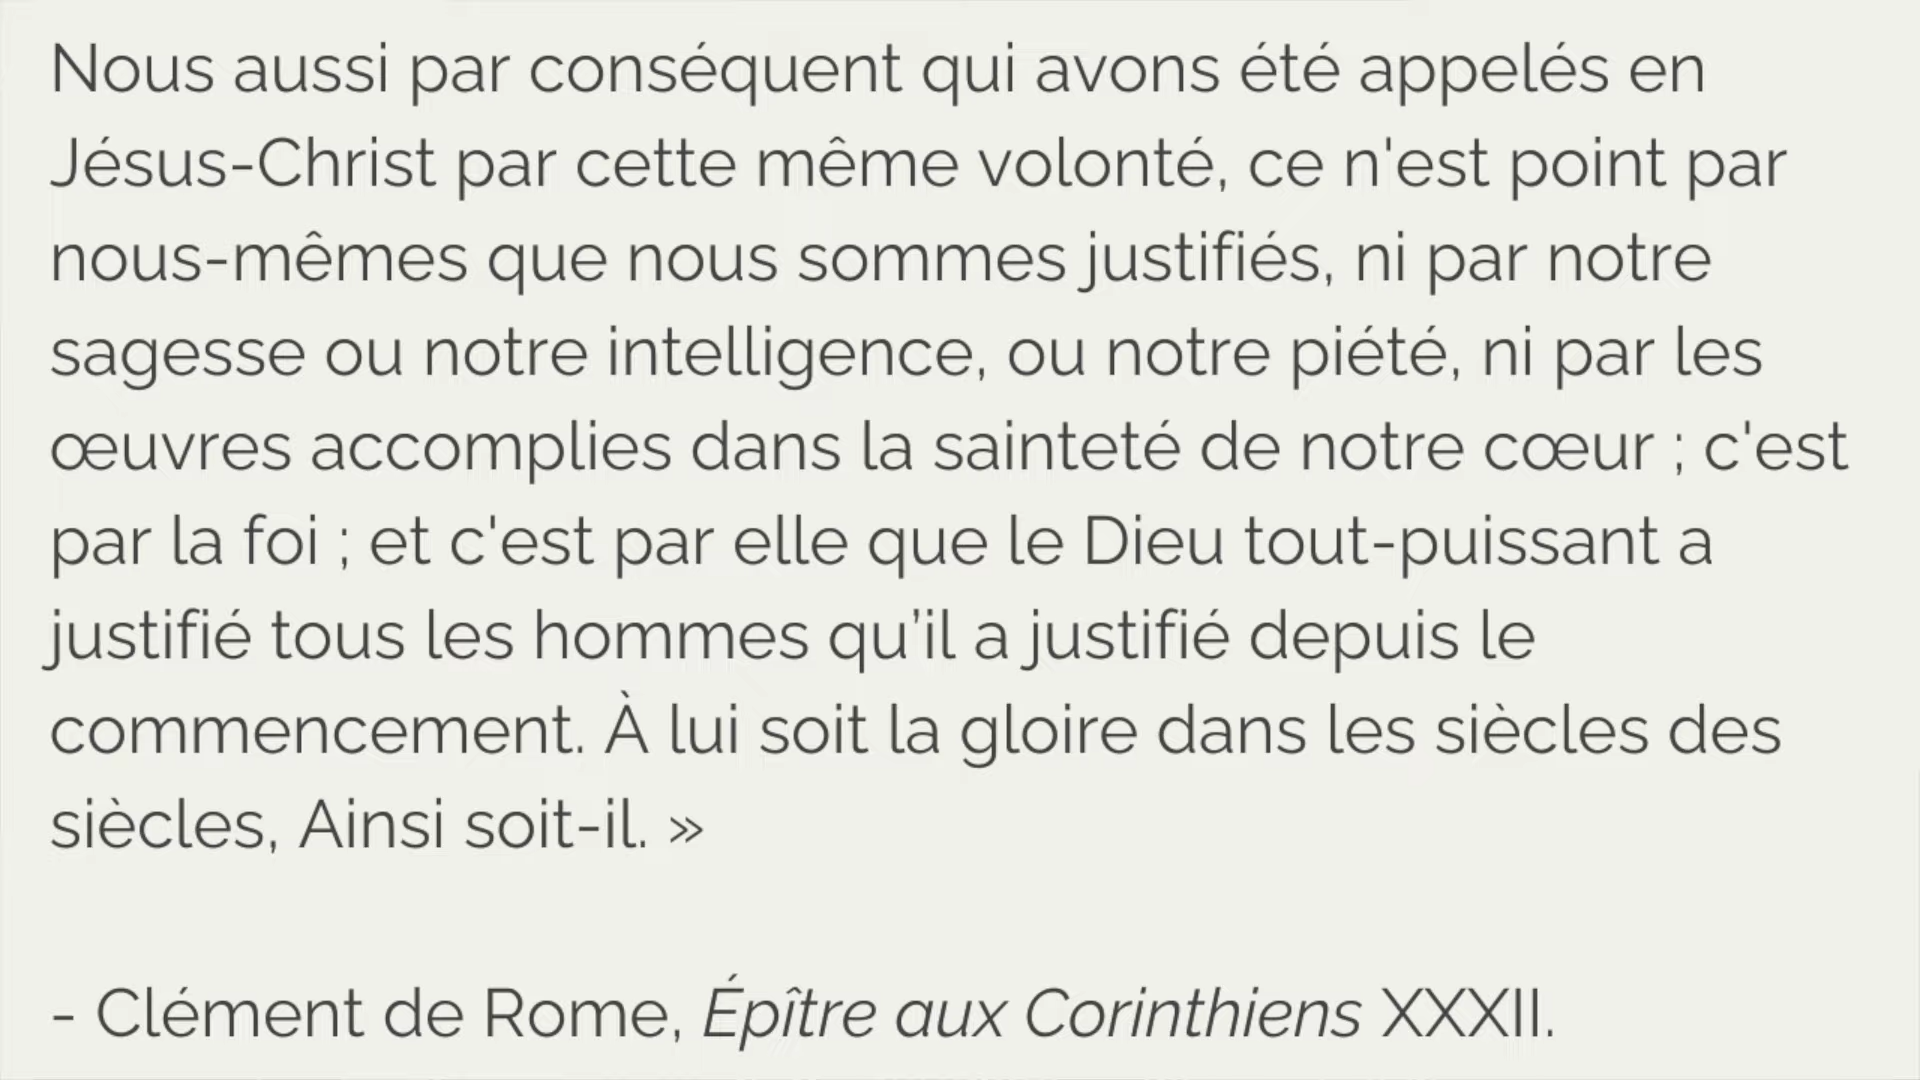 Nous aussi par conséquent qui avons été appelés en
Jésus-Christ par cette même volonté, ce n'est point par
nous-mêmes que nous sommes justifiés, ni par notre
sagesse ou notre intelligence, ou notre piété, ni par les
œuvres accomplies dans la sainteté de notre cœur ; c'est
par la foi ; et c'est par elle que le Dieu tout-puissant a
justifié tous les hommes qu’il a justifié depuis le
commencement. À lui soit la gloire dans les siècles des
siècles, Ainsi soit-il. »
- Clément de Rome, Épître aux Corinthiens XXXII.